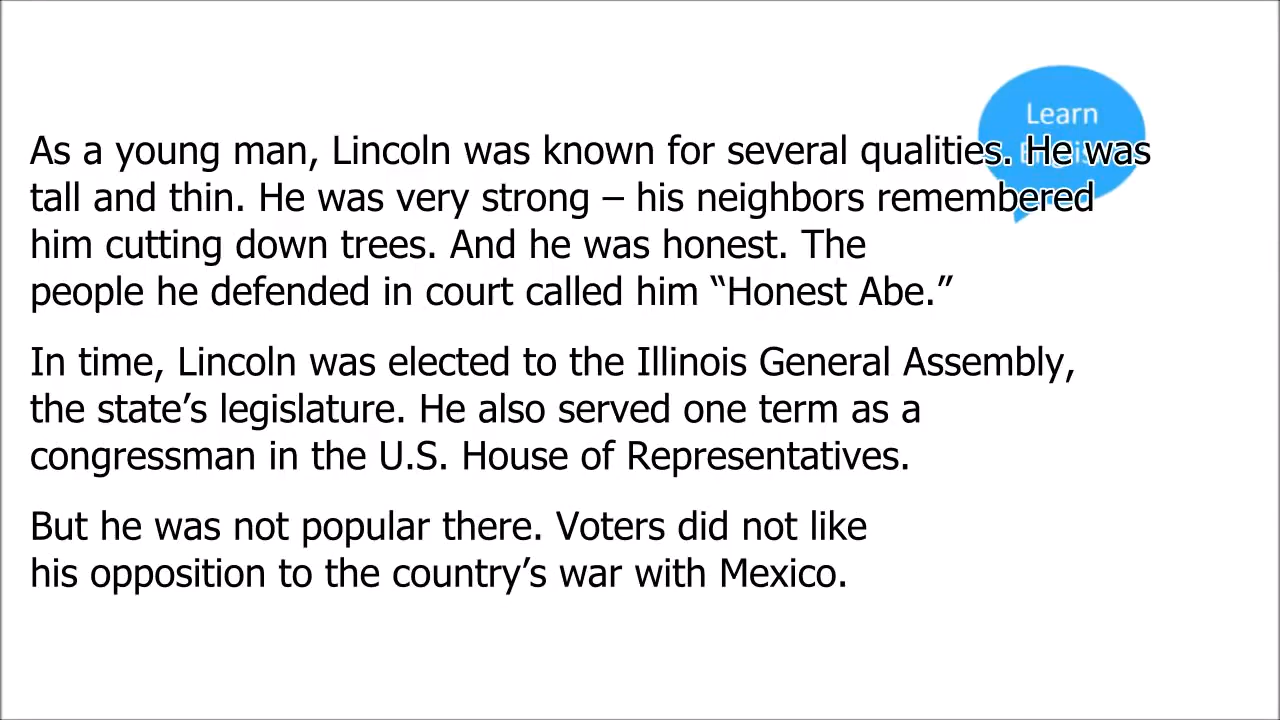 Learn
As a young man, Lincoln was known for several qualities. He was
tall and thin. He was very strong – his neighbors remembered
him cutting down trees. And he was honest. The
people he defended in court called him “Honest Abe.”
In time, Lincoln was elected to the Illinois General Assembly,
the state’s legislature. He also served one term as a
congressman in the U.S. House of Representatives.
But he was not popular there. Voters did not like
his opposition to the country’s war with Mexico.